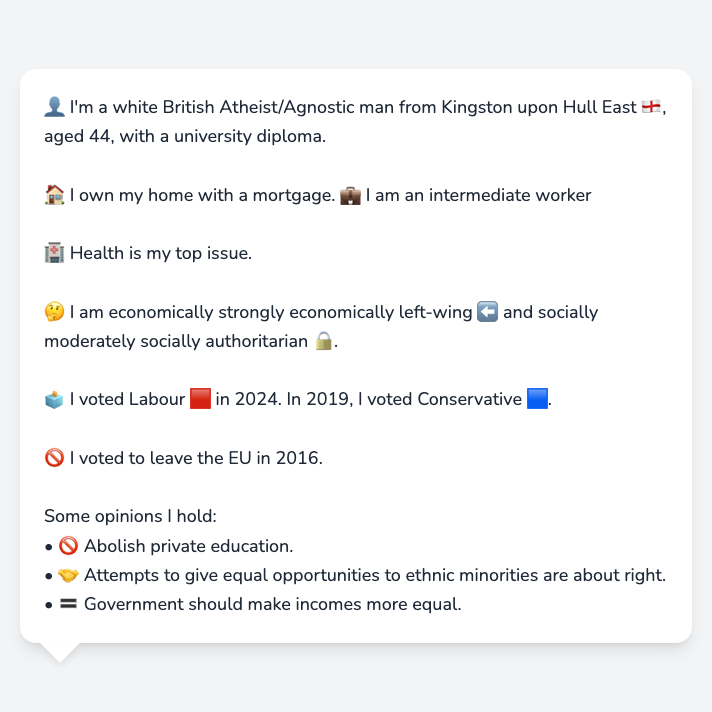 👤 I'm a white British Atheist/Agnostic man from Kingston upon Hull East 🏴󠁧󠁢󠁥󠁮󠁧󠁿,
aged 44, with a university diploma.
🏠 I own my home with a mortgage. 💼 I am an intermediate worker
🏥 Health is my top issue.
🤔 I am economically strongly economically left-wing ⬅️ and socially
moderately socially authoritarian 🔒.
🗳️ I voted Labour 🟥 in 2024. In 2019, I voted Conservative 🟦.
🚫 I voted to leave the EU in 2016.
Some opinions I hold:
• 🚫 Abolish private education.
• 🤝 Attempts to give equal opportunities to ethnic minorities are about right.
• 🟰 Government should make incomes more equal.